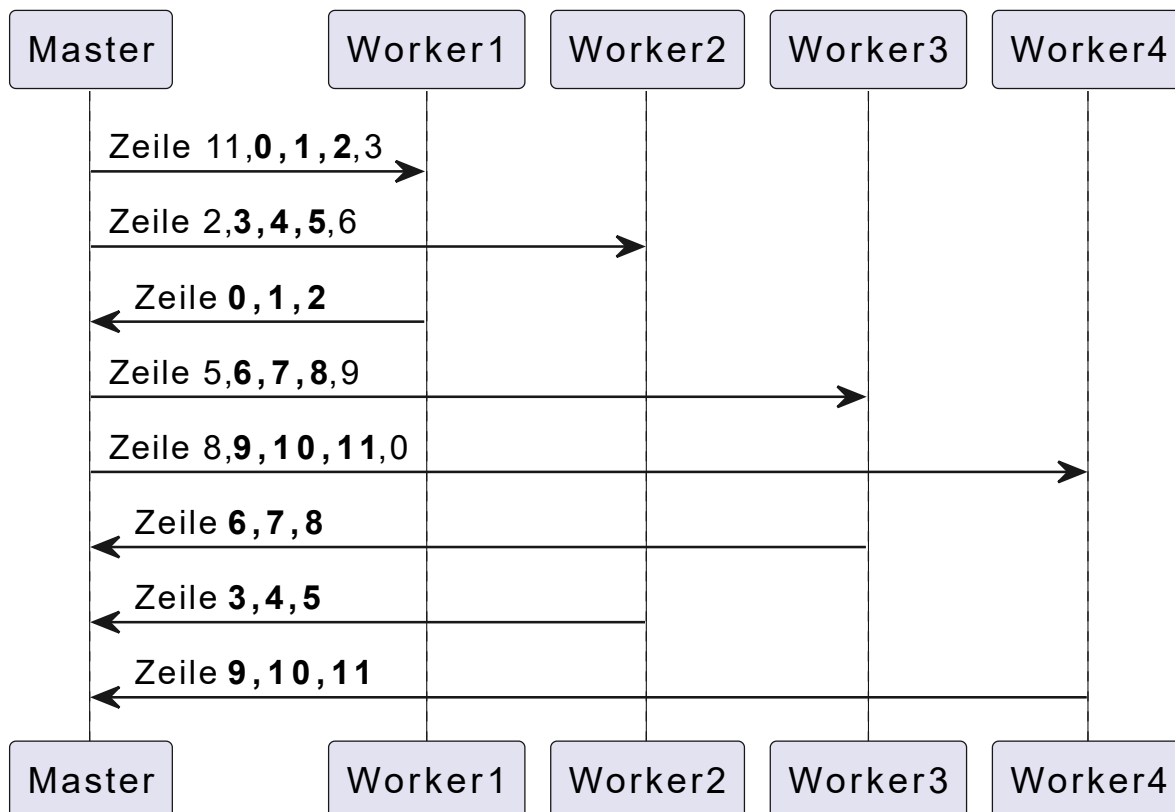 Master Worker1 Worker2 Worker3 Worker4
Zeile 11,0,1,2,3
Zeile 2,3,4,5,6
Zeile 0,1,2
Zeile 5,6,7,8,9
Zeile 8,9,10,11,0
Zeile 6,7,8
Zeile 3,4,5
Zeile 9,10,11
Master Worker1 Worker2 Worker3 Worker4